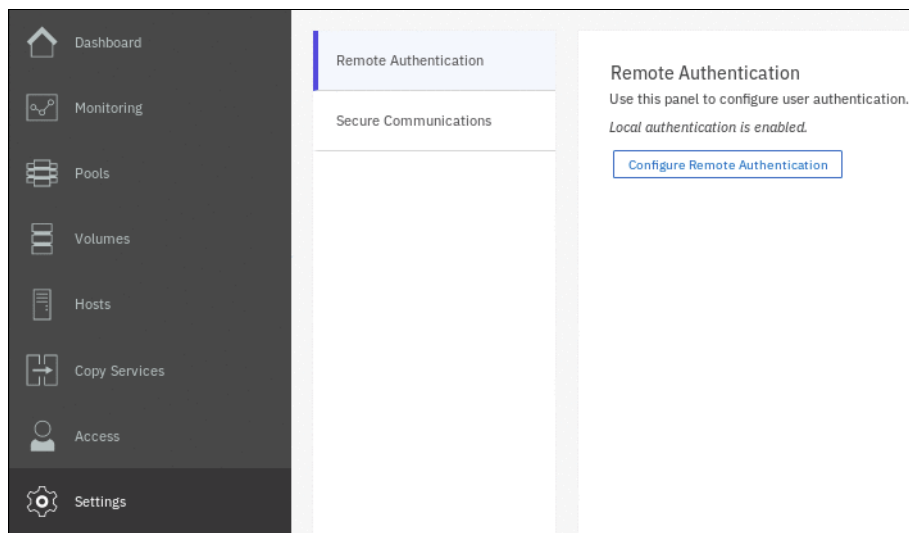 Dashboard
Monitoring
Pools
Volumes
Hosts
Copy Services
Access
Settings
Remote Authentication
Secure Communications
Remote Authentication
Use this panel to configure user authentication.
Local authentication is enabled.
Configure Remote Authentication